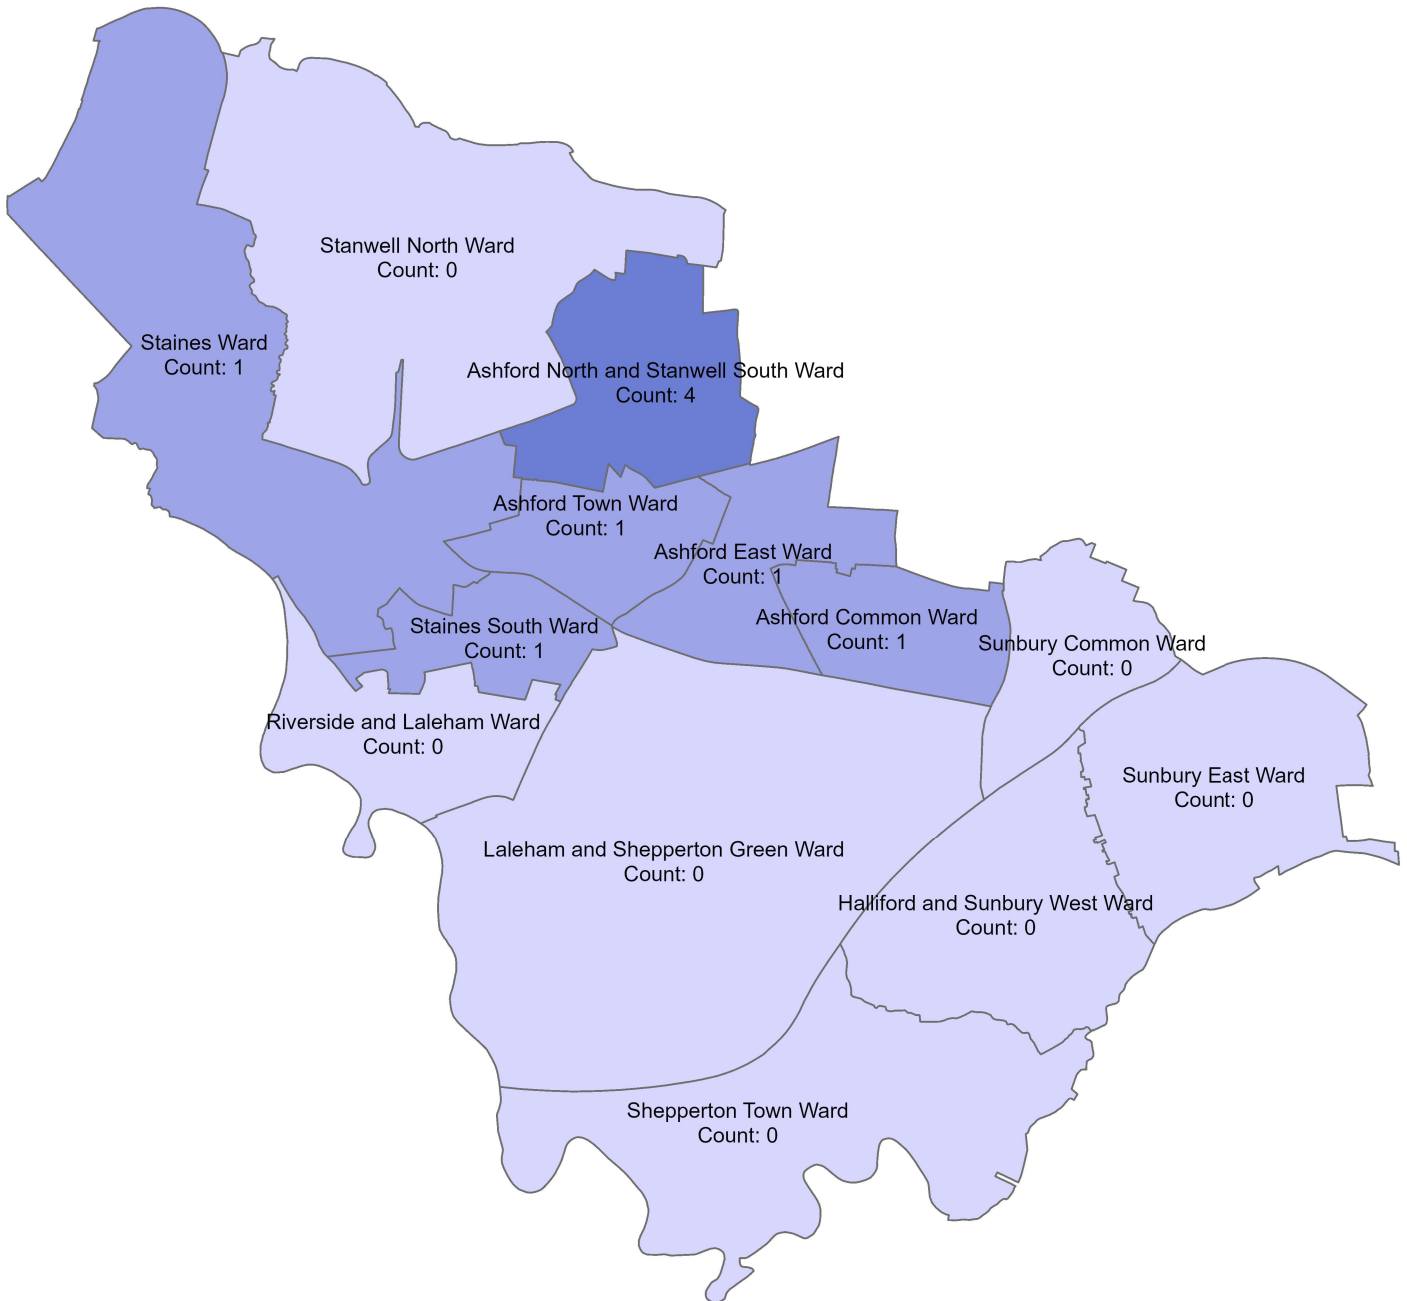 Stanwell North Ward
Count: 0
Staines Ward
Count: 1
Ashford North and Stanwell South Ward
Count: 4
Ashford Town Ward
Count: 1
Ashford East Ward
Count: 1
Ashford Common Ward
Count: 1
Staines South Ward
Count: 1
Sunbury Common Ward
Count: 0
Riverside and Laleham Ward
Count: 0
Sunbury East Ward
Count: 0
Laleham and Shepperton Green Ward
Count: 0
Halliford and Sunbury West Ward
Count: 0
Shepperton Town Ward
Count: 0